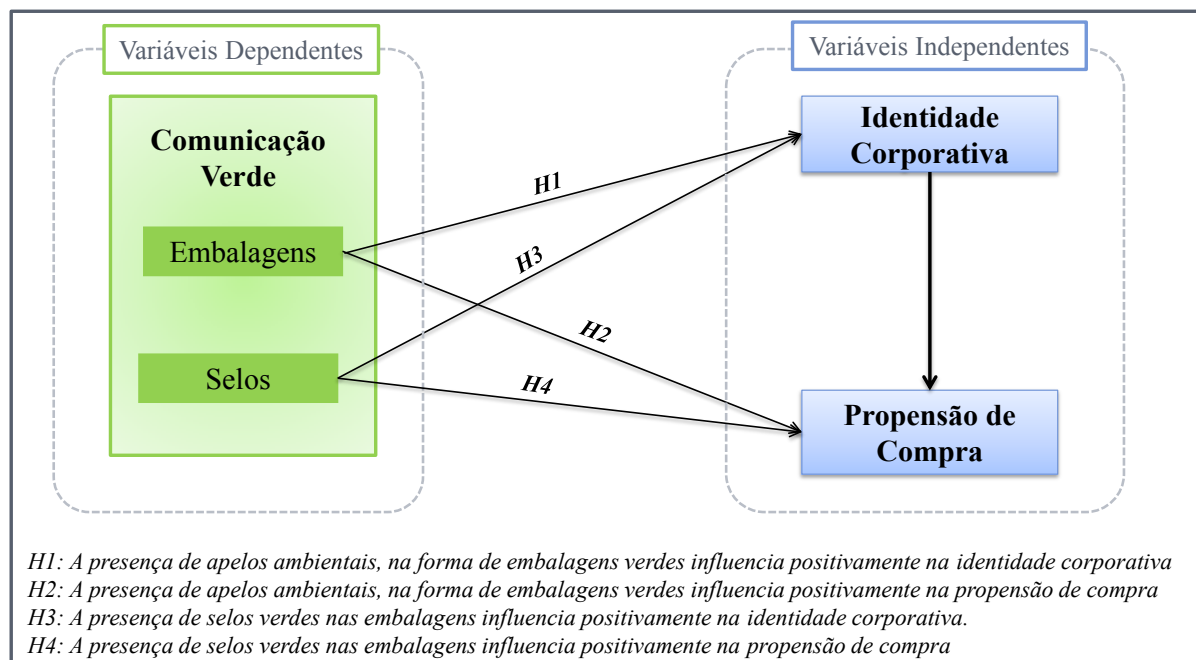 Variáveis Dependentes
Variáveis Independentes
Comunicação
Verde
Embalagens
Selos
H1
H3
H2
H4
Identidade
Corporativa
Propensão de
Compra
H1: A presença de apelos ambientais, na forma de embalagens verdes influencia positivamente na identidade corporativa
H2: A presença de apelos ambientais, na forma de embalagens verdes influencia positivamente na propensão de compra
H3: A presença de selos verdes nas embalagens influencia positivamente na identidade corporativa.
H4: A presença de selos verdes nas embalagens influencia positivamente na propensão de compra